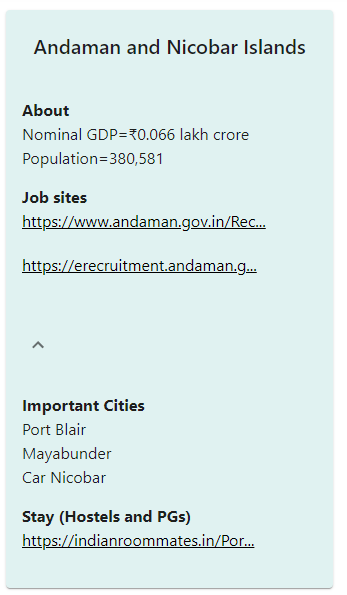 Andaman and Nicobar Islands
About
Nominal GDP=₹0.066 lakh crore
Population=380,581
Job sites
https://www.andaman.gov.in/Rec...
https://erecruitment.andaman.g...
Important Cities
Port Blair
Mayabunder
Car Nicobar
Stay (Hostels and PGs)
https://indianroommates.in/Por...